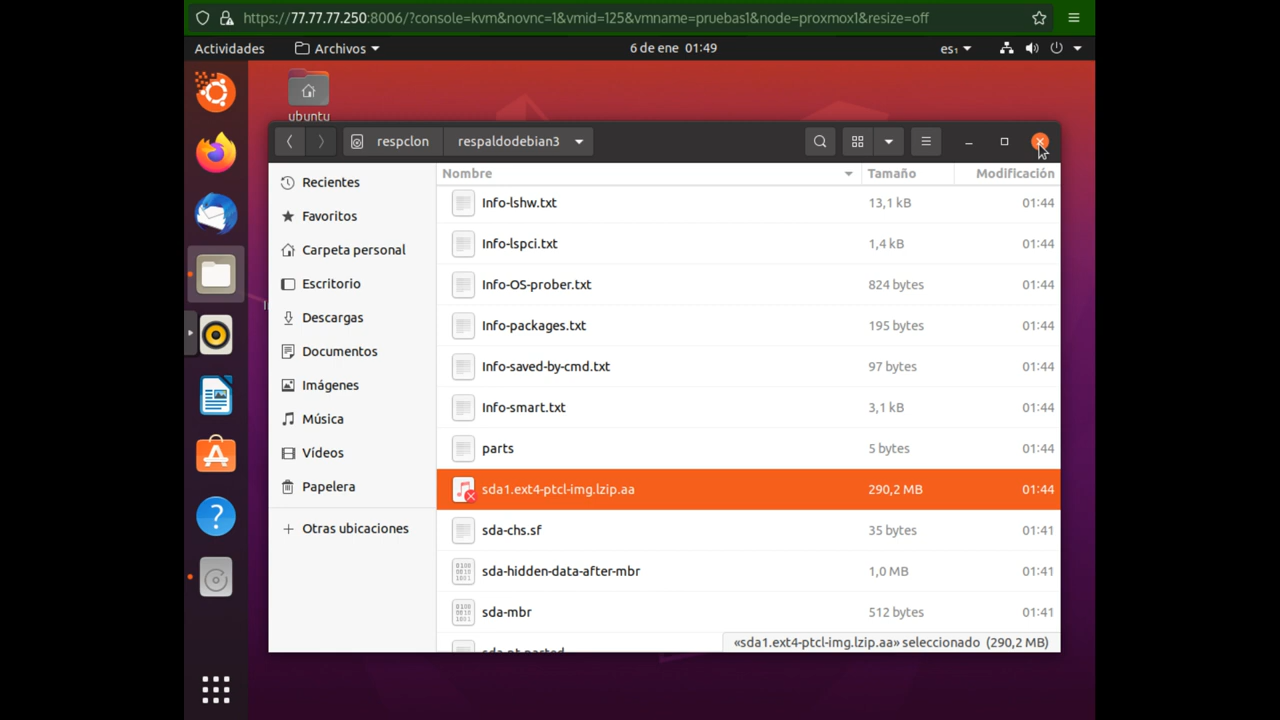 https://77.77.77.250:8006/?console=kvm&novnc=1&vmid=125&vmname=pruebas1&node=proxmox1&resize=off
Actividades Archivos 6 de ene 01:49 es₁
ubuntu
respclon respaldodebian3
Nombre Tamaño Modificación
Recientes
Favoritos
Carpeta personal
Escritorio
Descargas
Documentos
Imágenes
Música
Vídeos
Papelera
Otras ubicaciones
Info-lshw.txt 13,1 kB 01:44
Info-lspci.txt 1,4 kB 01:44
Info-OS-prober.txt 824 bytes 01:44
Info-packages.txt 195 bytes 01:44
Info-saved-by-cmd.txt 97 bytes 01:44
Info-smart.txt 3,1 kB 01:44
parts 5 bytes 01:44
sda1.ext4-ptcl-img.lzip.aa 290,2 MB 01:44
sda-chs.sf 35 bytes 01:41
sda-hidden-data-after-mbr 1,0 MB 01:41
sda-mbr 512 bytes 01:41
sda-pt.parted
«sda1.ext4-ptcl-img.lzip.aa» seleccionado (290,2 MB)